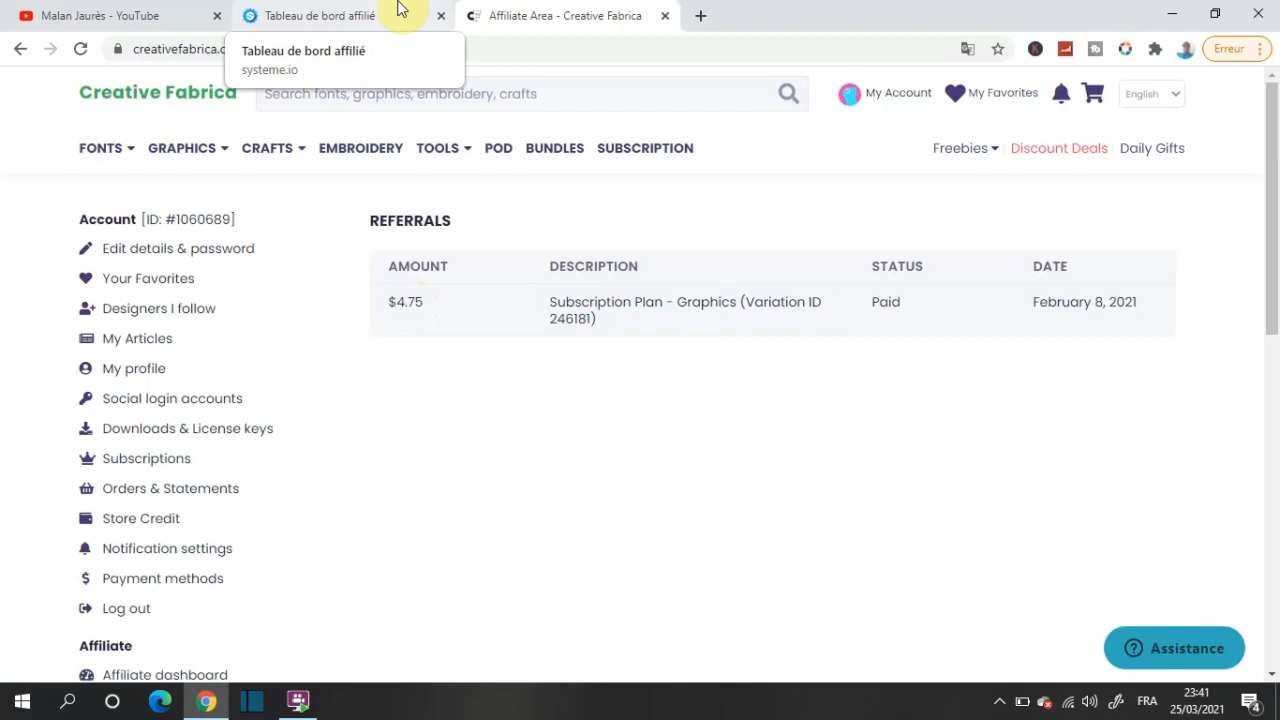 Malan Jaurès - YouTube
Tableau de bord affilié
Affiliate Area - Creative Fabrica
creativefabrica.c
Tableau de bord affilié
systeme.io
Erreur
Creative Fabrica
Search fonts, graphics, embroidery, crafts
My Account
My Favorites
English
FONTS GRAPHICS CRAFTS EMBROIDERY TOOLS POD BUNDLES SUBSCRIPTION
Freebies Discount Deals Daily Gifts
Account [ID: #1060689]
Edit details & password
Your Favorites
Designers I follow
My Articles
My profile
Social login accounts
Downloads & License keys
Subscriptions
Orders & Statements
Store Credit
Notification settings
Payment methods
Log out
Affiliate
Affiliate dashboard
REFERRALS
AMOUNT DESCRIPTION STATUS DATE
$4.75 Subscription Plan - Graphics (Variation ID Paid February 8, 2021
246181)
Assistance
FRA
23:41
25/03/2021
4